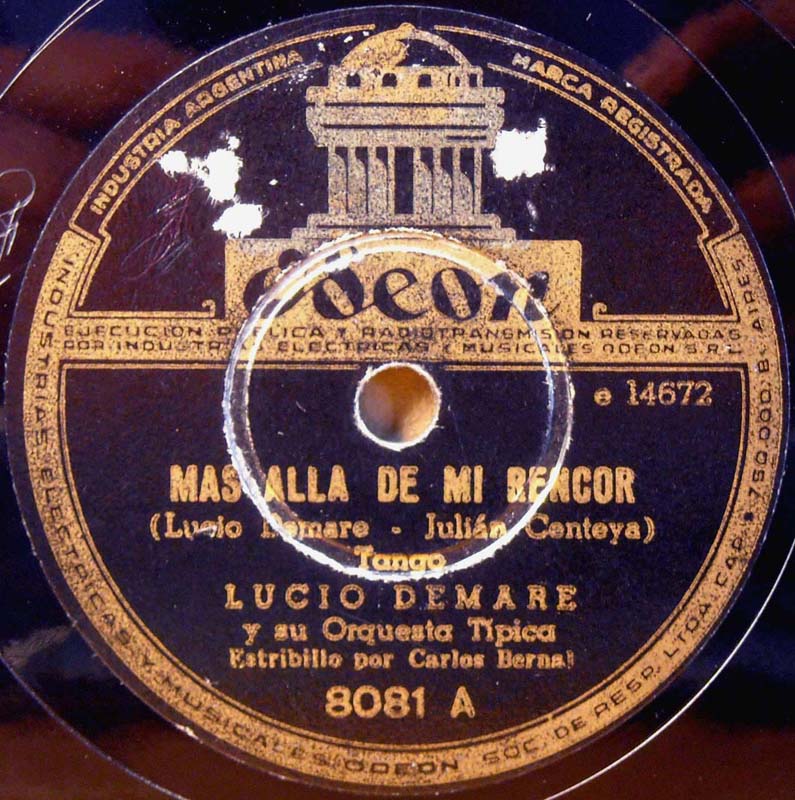 INDUSTRIA ARGENTINA
MARCA REGISTRADA
Odeon
EJECUCION PUBLICA Y RADIOTRANSMISION RESERVADAS
POR INDUSTRIAS ELECTRICAS Y MUSICALES ODEON S.R.L.
e 14672
MAS ALLA DE MI RENCOR
(Lucio Demare - Julián Centeya)
Tango
LUCIO DEMARE
y su Orquesta Típica
Estribillo por Carlos Bernal
8081 A
INDUSTRIAS ELECTRICAS Y MUSICALES ODEON SOC. DE RESP. LTDA. CAP. $ 750.000 Bs. AIRES